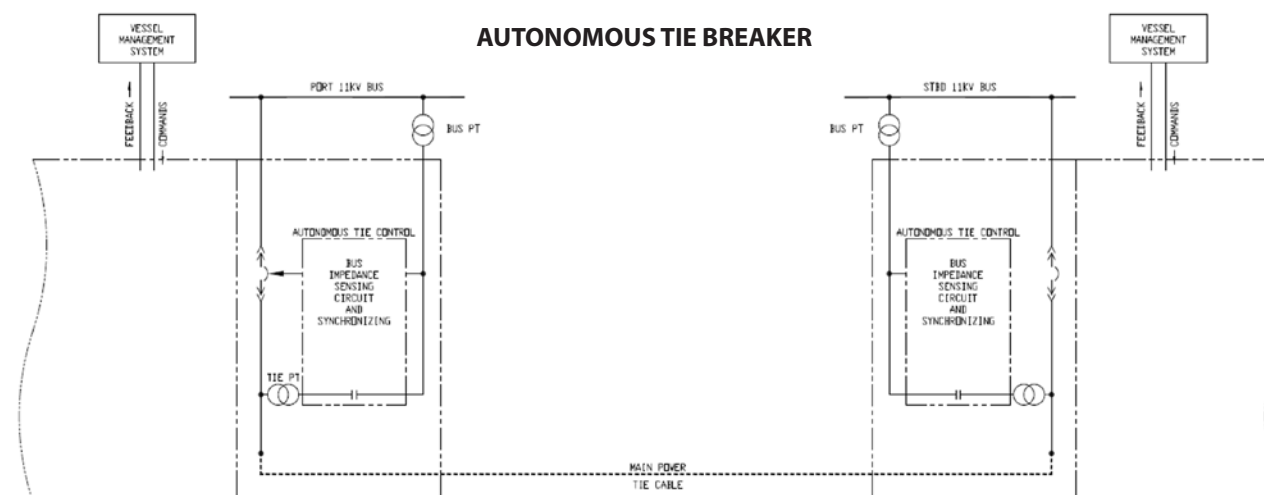 AUTONOMOUS TIE BREAKER
VESSEL
MANAGEMENT
SYSTEM
FEEDBACK
COMMANDS
PORT 11KV BUS
BUS PT
AUTONOMOUS TIE CONTROL
BUS
IMPEDANCE
SENSING
CIRCUIT
AND
SYNCHRONIZING
TIE PT
VESSEL
MANAGEMENT
SYSTEM
FEEDBACK
COMMANDS
STBD 11KV BUS
BUS PT
AUTONOMOUS TIE CONTROL
BUS
IMPEDANCE
SENSING
CIRCUIT
AND
SYNCHRONIZING
MAIN POWER
TIE CABLE